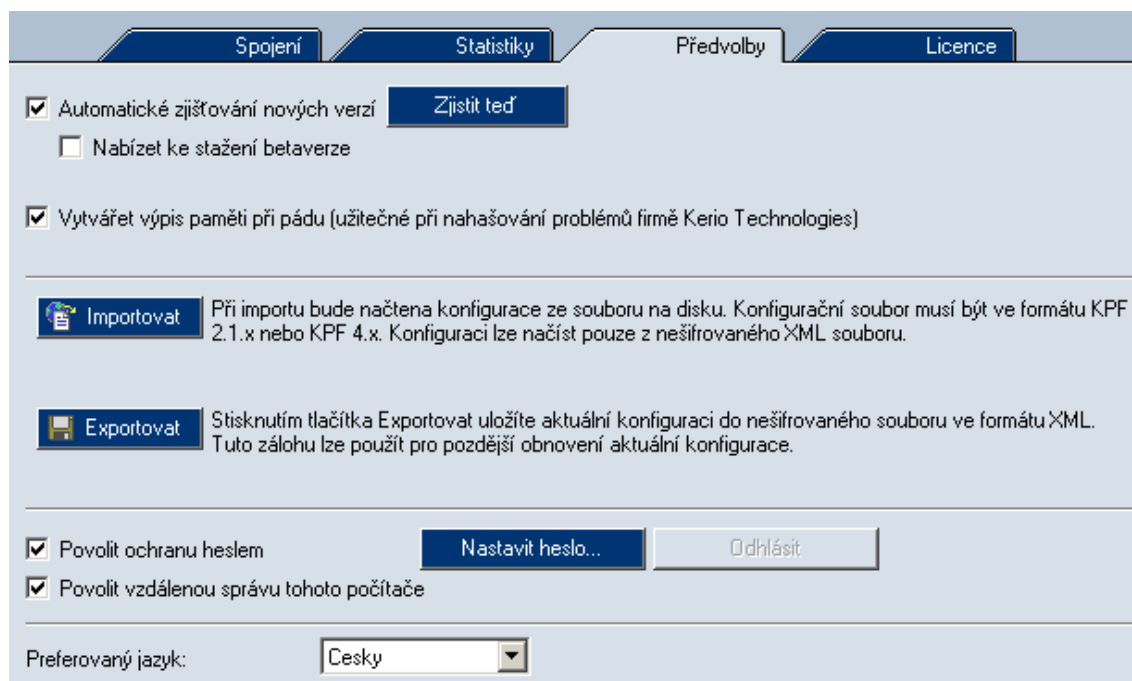 Spojení Statistiky Předvolby Licence
Automatické zjišťování nových verzí Zjistit teď
Nabízet ke stažení betaverze
Vytvářet výpis paměti při pádu (užitečné při nahašování problémů firmě Kerio Technologies)
Importovat Při importu bude načtena konfigurace ze souboru na disku. Konfigurační soubor musí být ve formátu KPF
2.1.x nebo KPF 4.x. Konfiguraci lze načíst pouze z nešifrovaného XML souboru.
Exportovat Stisknutím tlačítka Exportovat uložíte aktuální konfiguraci do nešifrovaného souboru ve formátu XML.
Tuto zálohu lze použít pro pozdější obnovení aktuální konfigurace.
Povolit ochranu heslem Nastavit heslo... Odhlásit
Povolit vzdálenou správu tohoto počítače
Preferovaný jazyk: Cesky